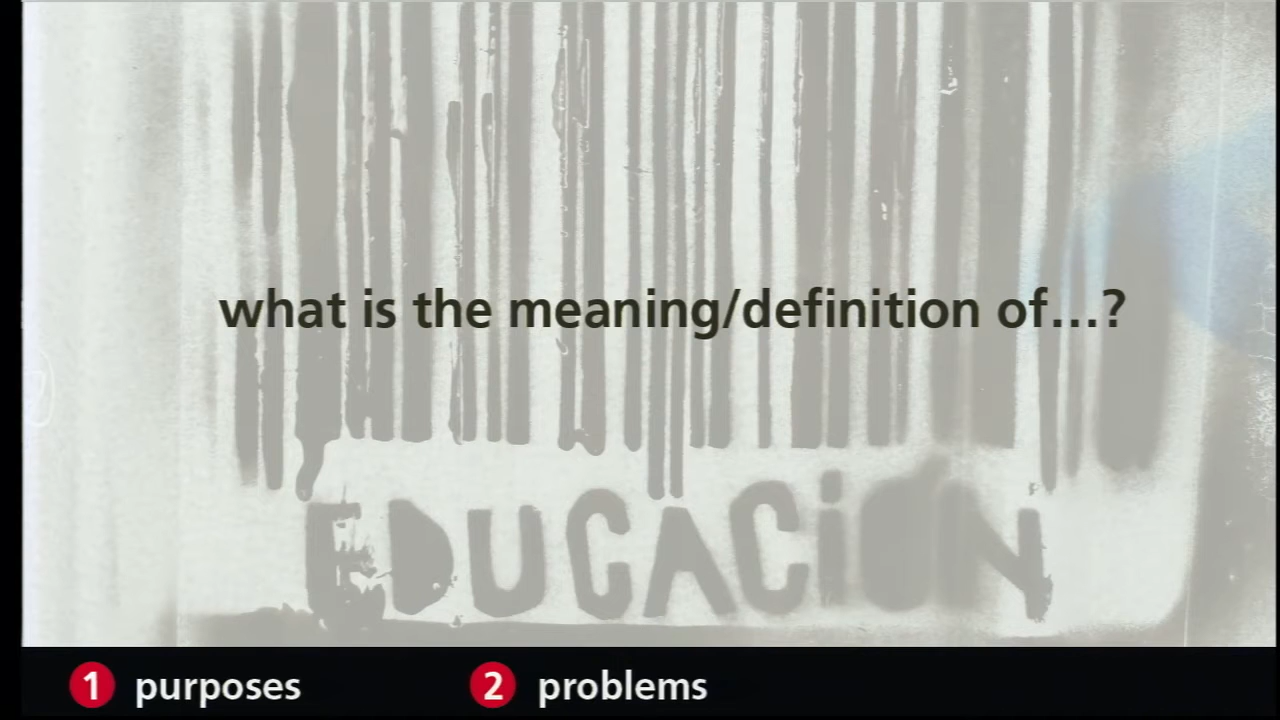 what is the meaning/definition of...?
EDUCACiÓN
1 purposes
2 problems